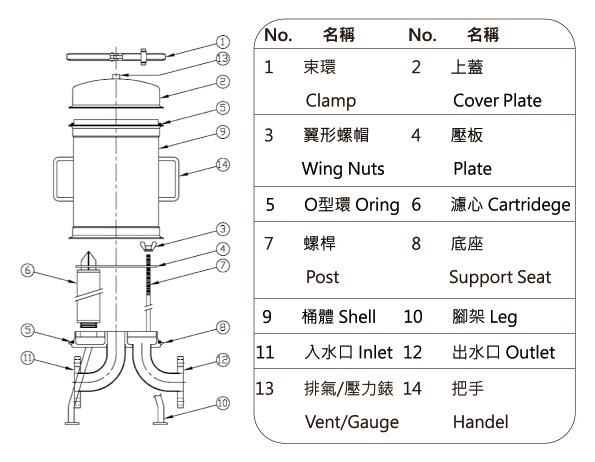 1
13
2
5
9
14
3
4
6
7
5
8
11
12
10
No. 名稱 No. 名稱
1 束環 2 上蓋
Clamp Cover Plate
3 翼形螺帽 4 壓板
Wing Nuts Plate
5 O型環 Oring 6 濾心 Cartridege
7 螺桿 8 底座
Post Support Seat
9 桶體 Shell 10 腳架 Leg
11 入水口 Inlet 12 出水口 Outlet
13 排氣/壓力錶 14 把手
Vent/Gauge Handel